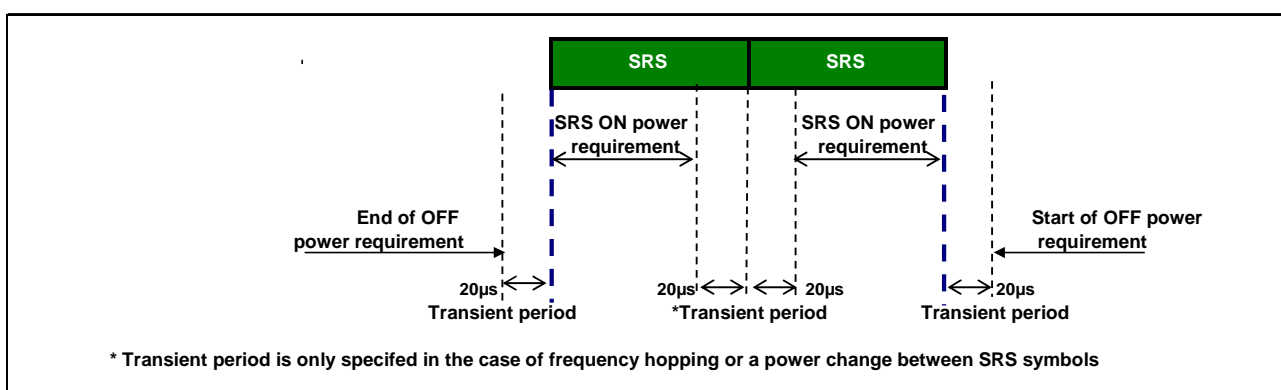 SRS SRS
SRS ON power requirement
SRS ON power requirement
End of OFF power requirement
Start of OFF power requirement
20µs
20µs
20µs
20µs
Transient period
*Transient period
Transient period
* Transient period is only specifed in the case of frequency hopping or a power change between SRS symbols